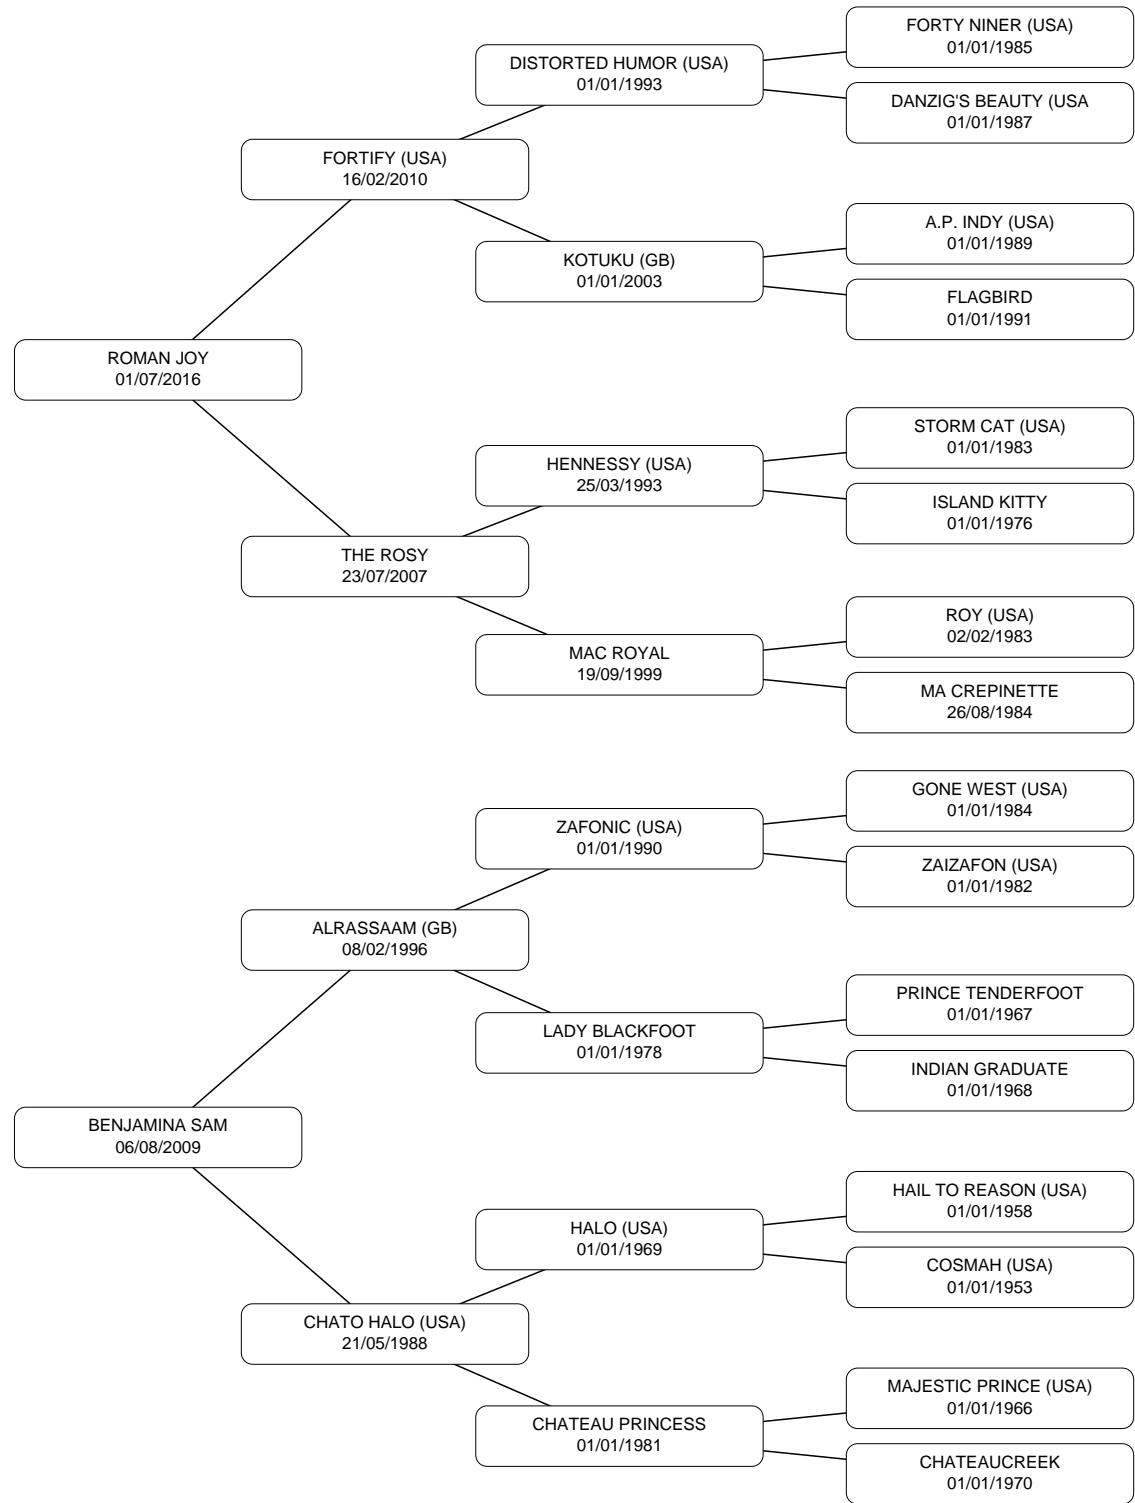 FORTY NINER (USA)
01/01/1985
DISTORTED HUMOR (USA)
01/01/1993
DANZIG'S BEAUTY (USA
01/01/1987
FORTIFY (USA)
16/02/2010
A.P. INDY (USA)
01/01/1989
KOTUKU (GB)
01/01/2003
FLAGBIRD
01/01/1991
ROMAN JOY
01/07/2016
STORM CAT (USA)
01/01/1983
HENNESSY (USA)
25/03/1993
ISLAND KITTY
01/01/1976
THE ROSY
23/07/2007
ROY (USA)
02/02/1983
MAC ROYAL
19/09/1999
MA CREPINETTE
26/08/1984
GONE WEST (USA)
01/01/1984
ZAFONIC (USA)
01/01/1990
ZAIZAFON (USA)
01/01/1982
ALRASSAAM (GB)
08/02/1996
PRINCE TENDERFOOT
01/01/1967
LADY BLACKFOOT
01/01/1978
INDIAN GRADUATE
01/01/1968
BENJAMINA SAM
06/08/2009
HAIL TO REASON (USA)
01/01/1958
HALO (USA)
01/01/1969
COSMAH (USA)
01/01/1953
CHATO HALO (USA)
21/05/1988
MAJESTIC PRINCE (USA)
01/01/1966
CHATEAU PRINCESS
01/01/1981
CHATEAUCREEK
01/01/1970